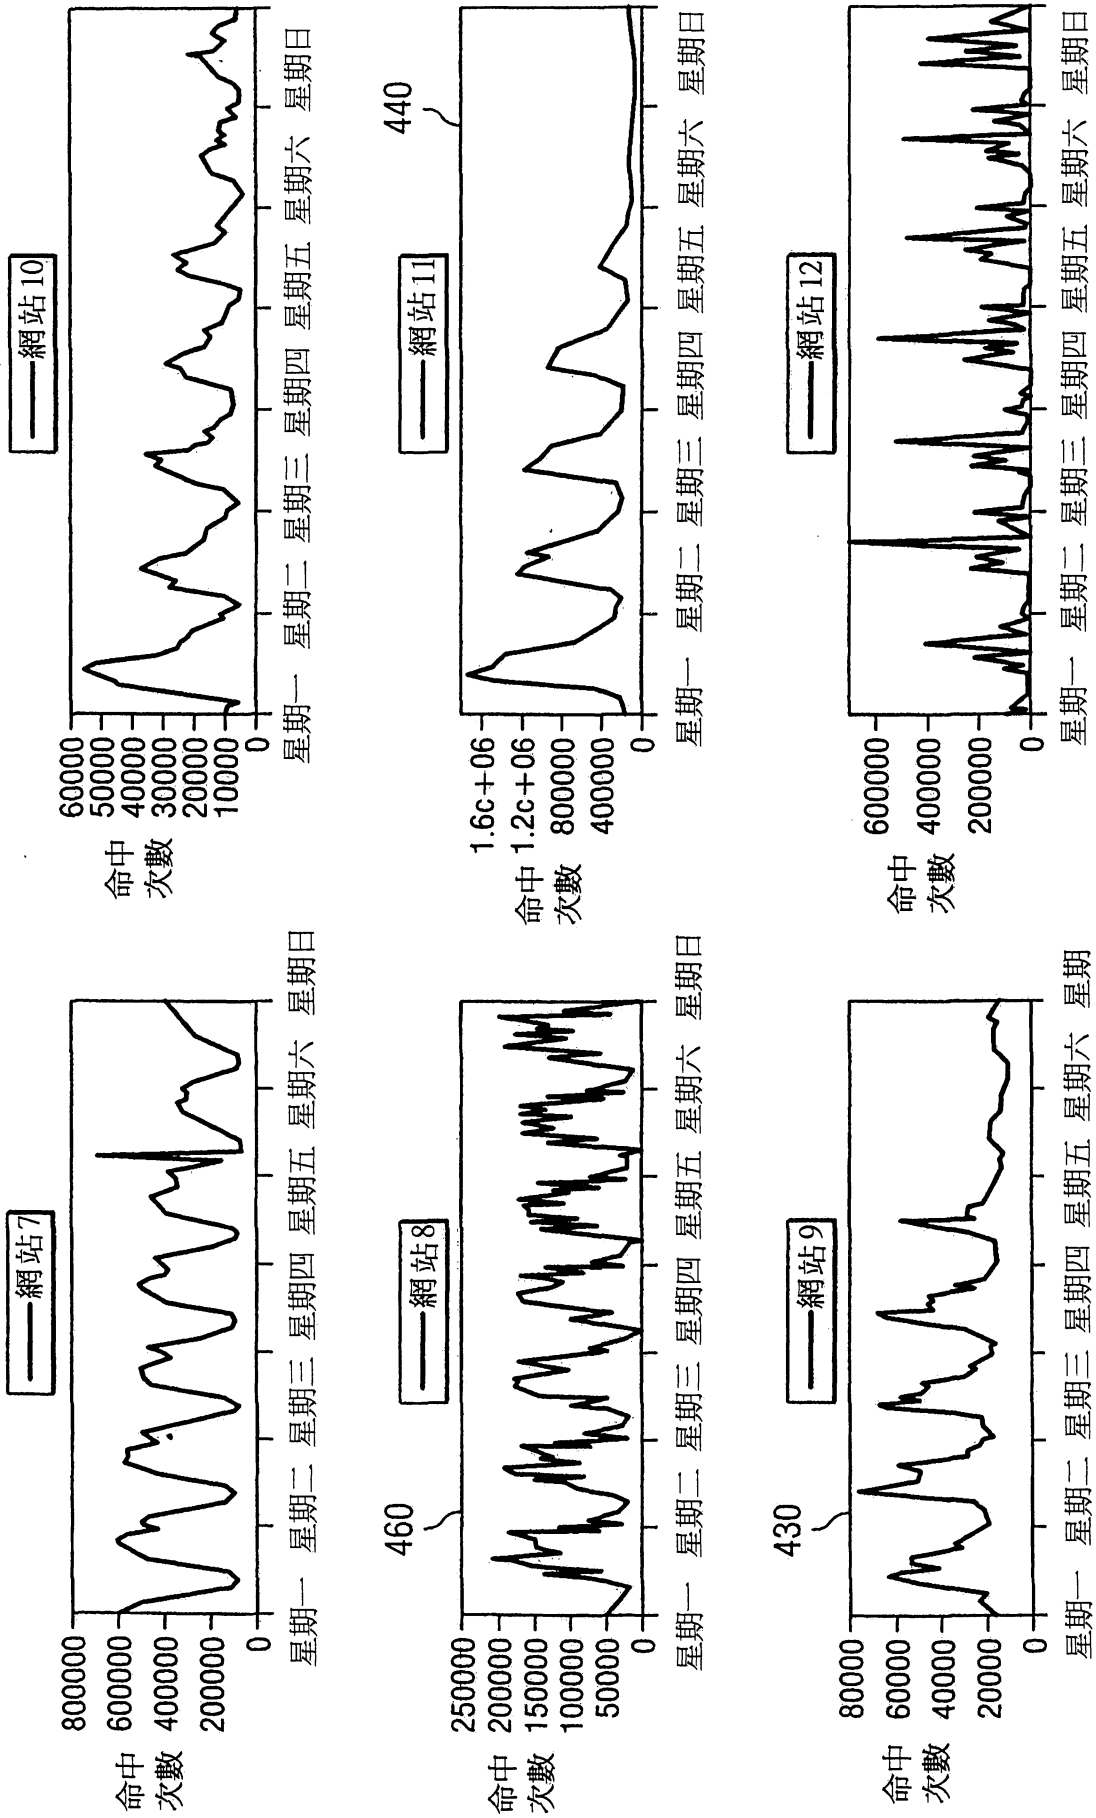 網站7
800000
600000
400000
200000
0
命中
次數
星期一 星期二 星期三 星期四 星期五 星期六 星期日
網站10
60000
50000
40000
30000
20000
10000
0
命中
次數
星期一 星期二 星期三 星期四 星期五 星期六 星期日
460
網站8
250000
200000
150000
100000
50000
0
命中
次數
星期一 星期二 星期三 星期四 星期五 星期六 星期日
440
網站11
1.6c+06
1.2c+06
800000
400000
0
命中
次數
星期一 星期二 星期三 星期四 星期五 星期六 星期日
430
網站9
800000
600000
400000
200000
0
命中
次數
星期一 星期二 星期三 星期四 星期五 星期六 星期
網站12
600000
400000
200000
0
命中
次數
星期一 星期二 星期三 星期四 星期五 星期六 星期日